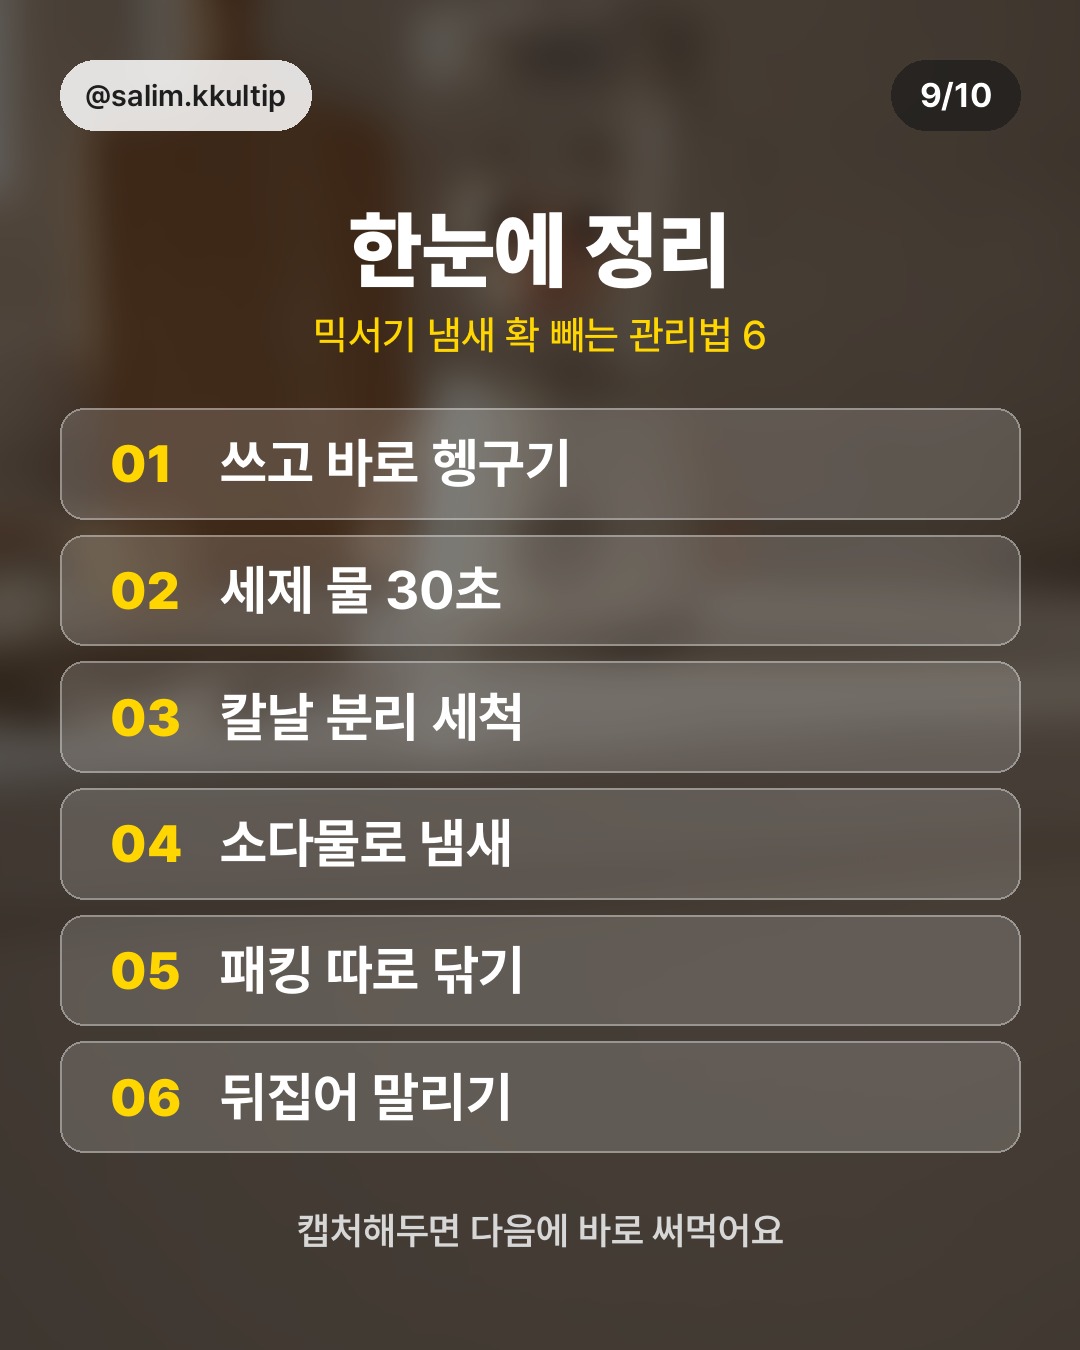 @salim.kkultip
9/10
한눈에 정리
믹서기 냄새 확 빼는 관리법 6
01 쓰고 바로 헹구기
02 세제 물 30초
03 칼날 분리 세척
04 소다물로 냄새
05 패킹 따로 닦기
06 뒤집어 말리기
캡처해두면 다음에 바로 써먹어요